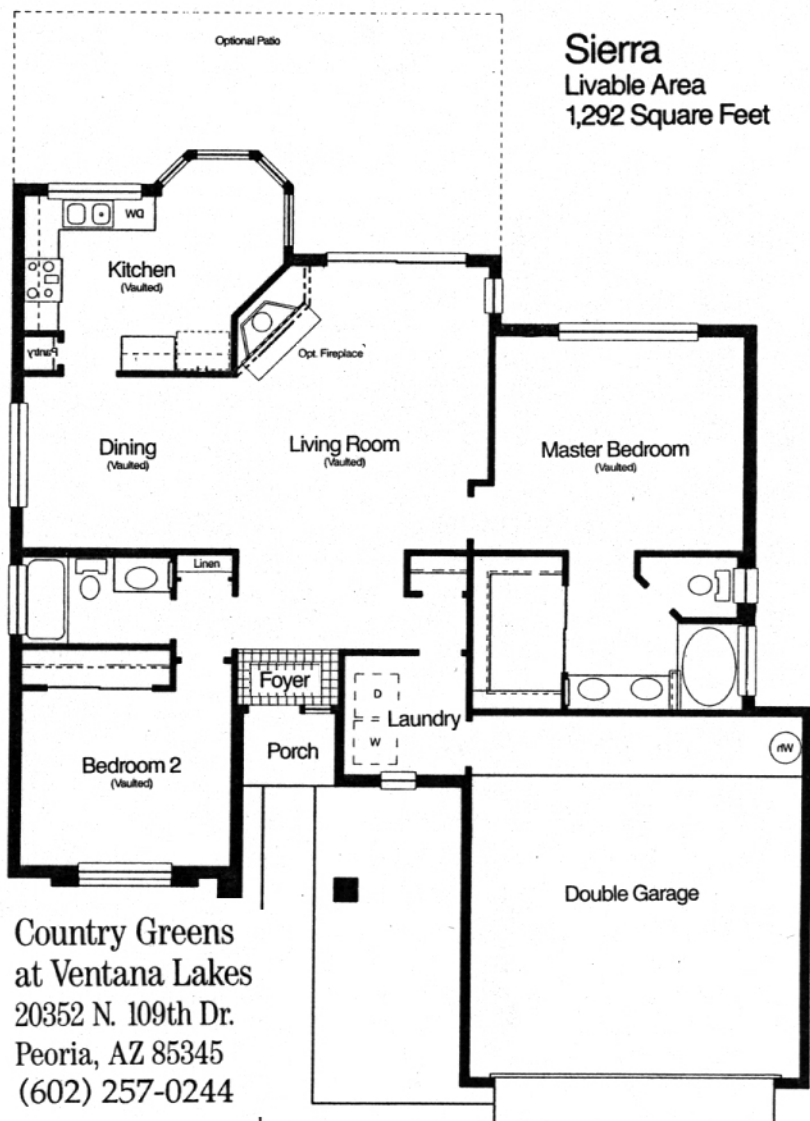 Optional Patio
Sierra
Livable Area
1,292 Square Feet
DW
Kitchen
(Vaulted)
Pantry
Opt. Fireplace
Dining
(Vaulted)
Living Room
(Vaulted)
Master Bedroom
(Vaulted)
Linen
Foyer
D
Laundry
W
Porch
Wh
Bedroom 2
(Vaulted)
Double Garage
Country Greens
at Ventana Lakes
20352 N. 109th Dr.
Peoria, AZ 85345
(602) 257-0244